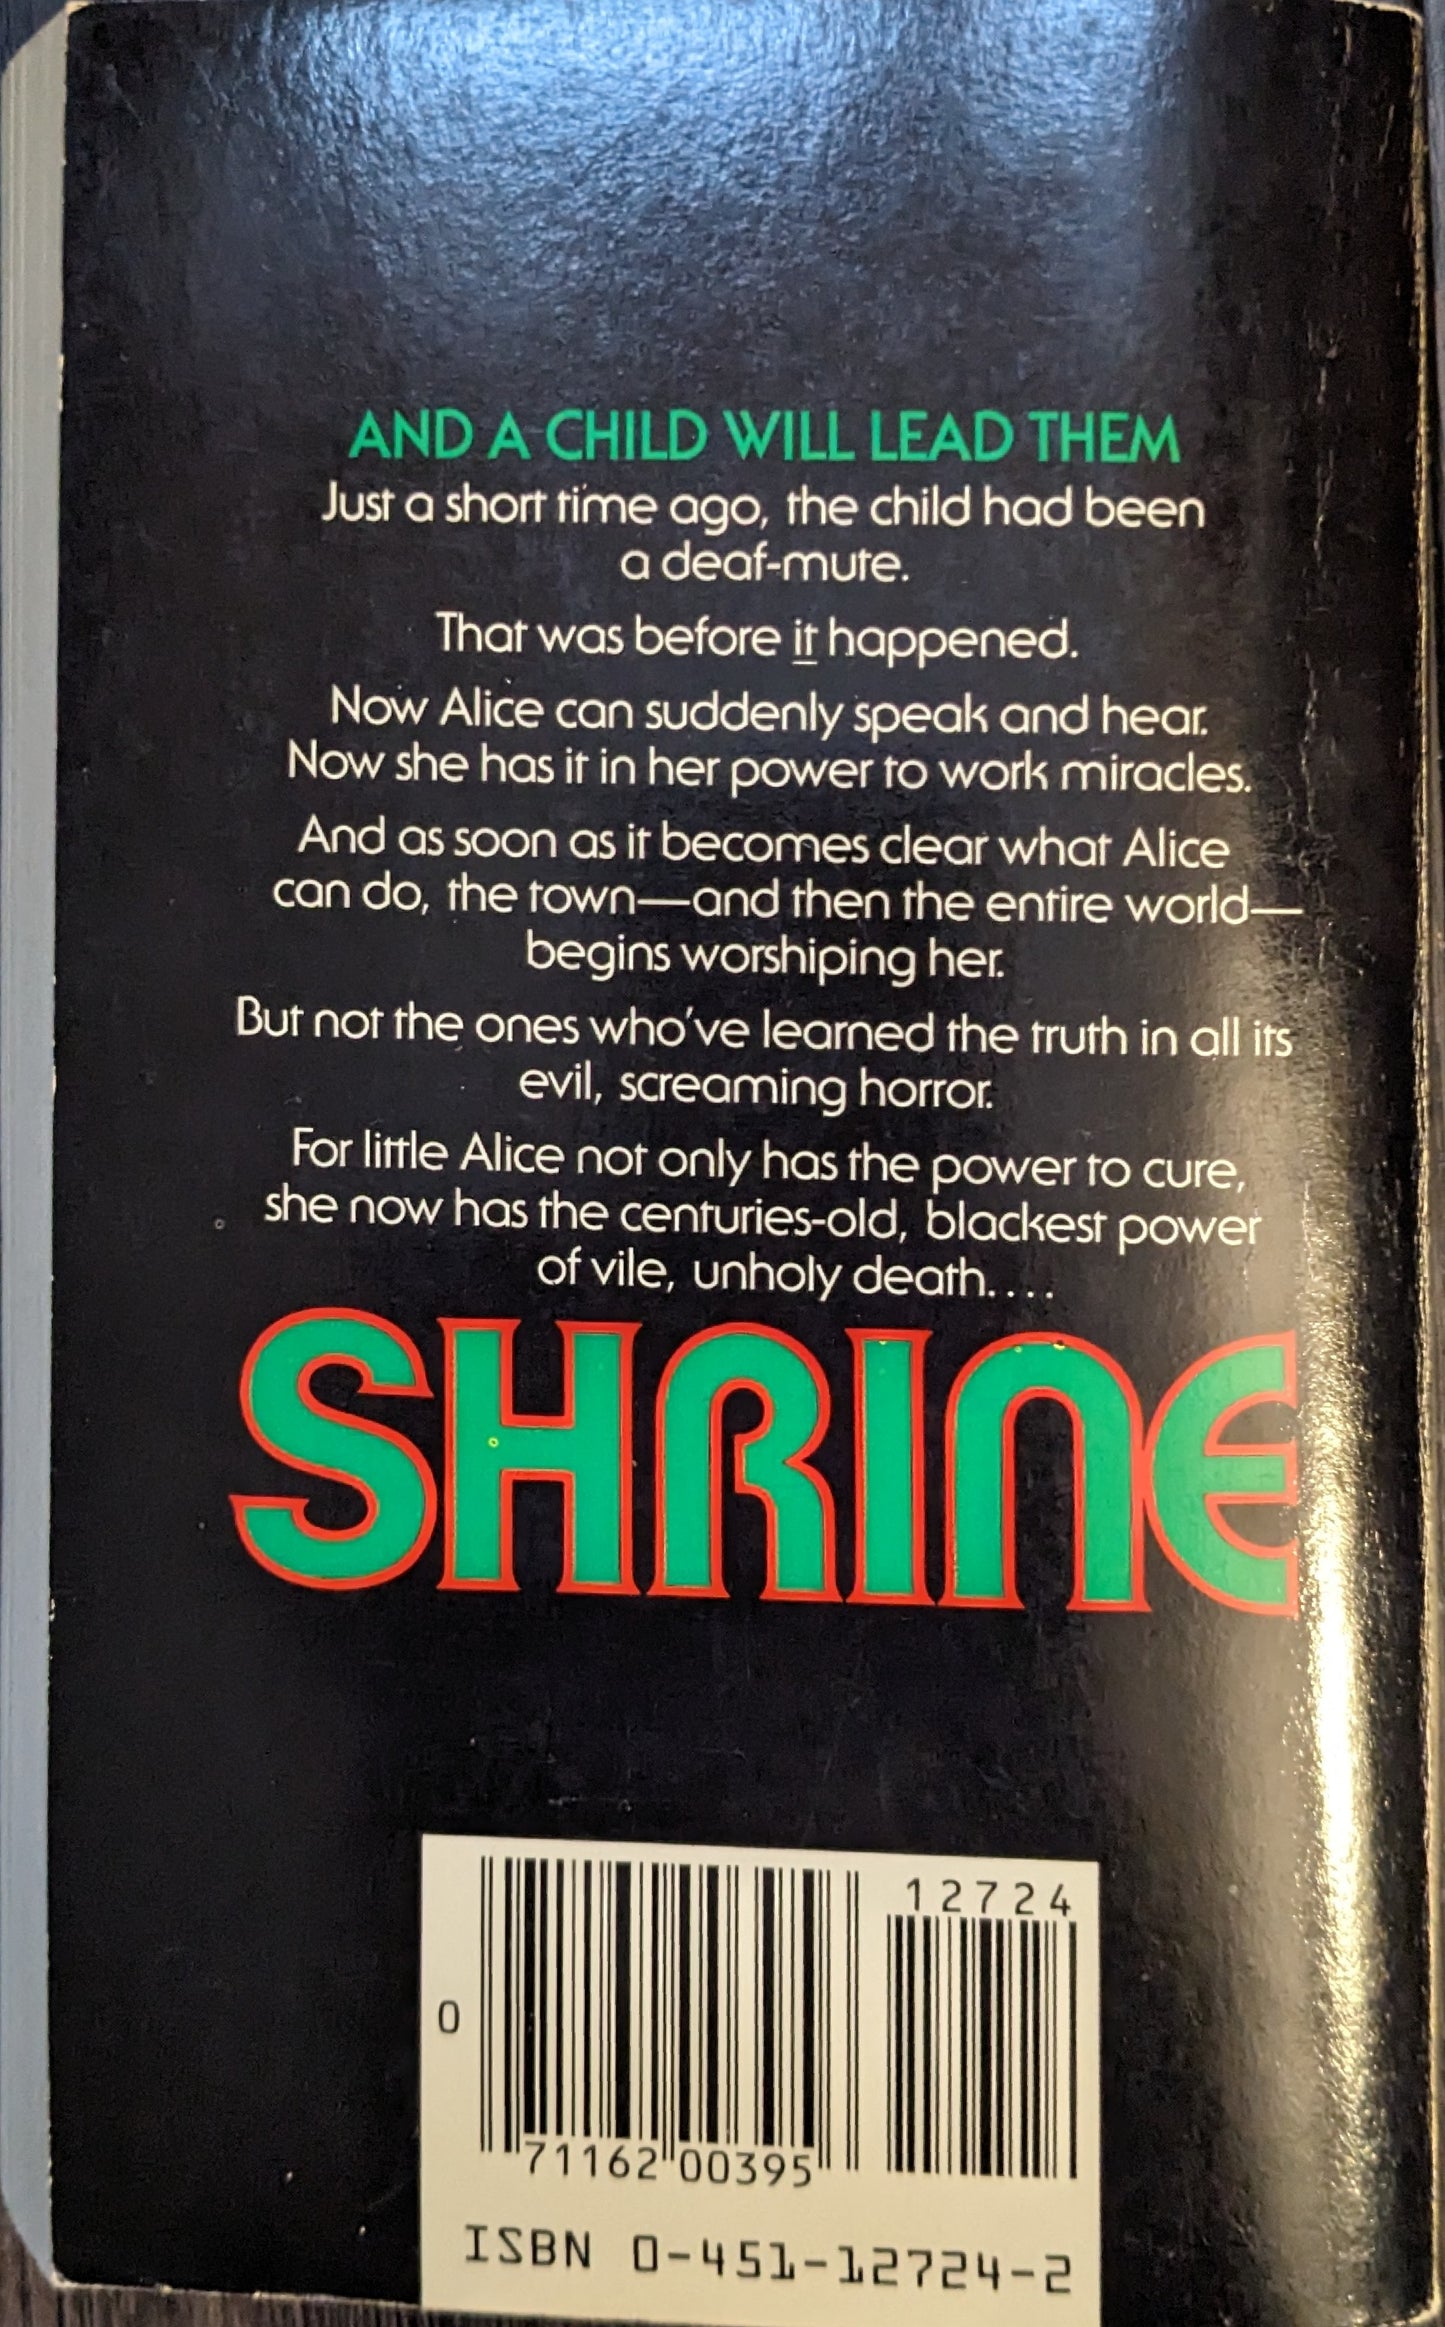 AND A CHILD WILL LEAD THEM
Just a short time ago, the child had been
a deaf-mute.
That was before it happened.
Now Alice can suddenly speak and hear.
Now she has it in her power to work miracles.
And as soon as it becomes clear what Alice
can do, the town—and then the entire world—
begins worshiping her.
But not the ones who've learned the truth in all its
evil, screaming horror.
For little Alice not only has the power to cure,
she now has the centuries-old, blackest power
of vile, unholy death....
SHRINE
12724
0
71162 00395
ISBN 0-451-12724-2